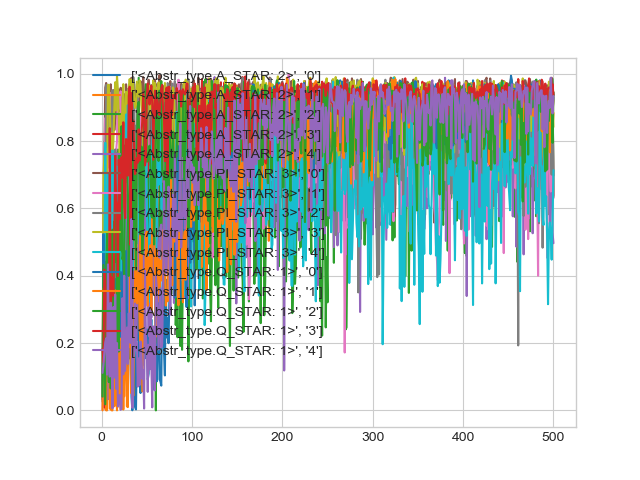 1.0
0.8
0.6
0.4
0.2
0.0
['<Abstr_type.A_STAR: 2>', '0']
['<Abstr_type.A_STAR: 2>', '1']
['<Abstr_type.A_STAR: 2>', '2']
['<Abstr_type.A_STAR: 2>', '3']
['<Abstr_type.A_STAR: 2>', '4']
['<Abstr_type.PI_STAR: 3>', '0']
['<Abstr_type.PI_STAR: 3>', '1']
['<Abstr_type.PI_STAR: 3>', '2']
['<Abstr_type.PI_STAR: 3>', '3']
['<Abstr_type.PI_STAR: 3>', '4']
['<Abstr_type.Q_STAR: 1>', '0']
['<Abstr_type.Q_STAR: 1>', '1']
['<Abstr_type.Q_STAR: 1>', '2']
['<Abstr_type.Q_STAR: 1>', '3']
['<Abstr_type.Q_STAR: 1>', '4']
0 100 200 300 400 500